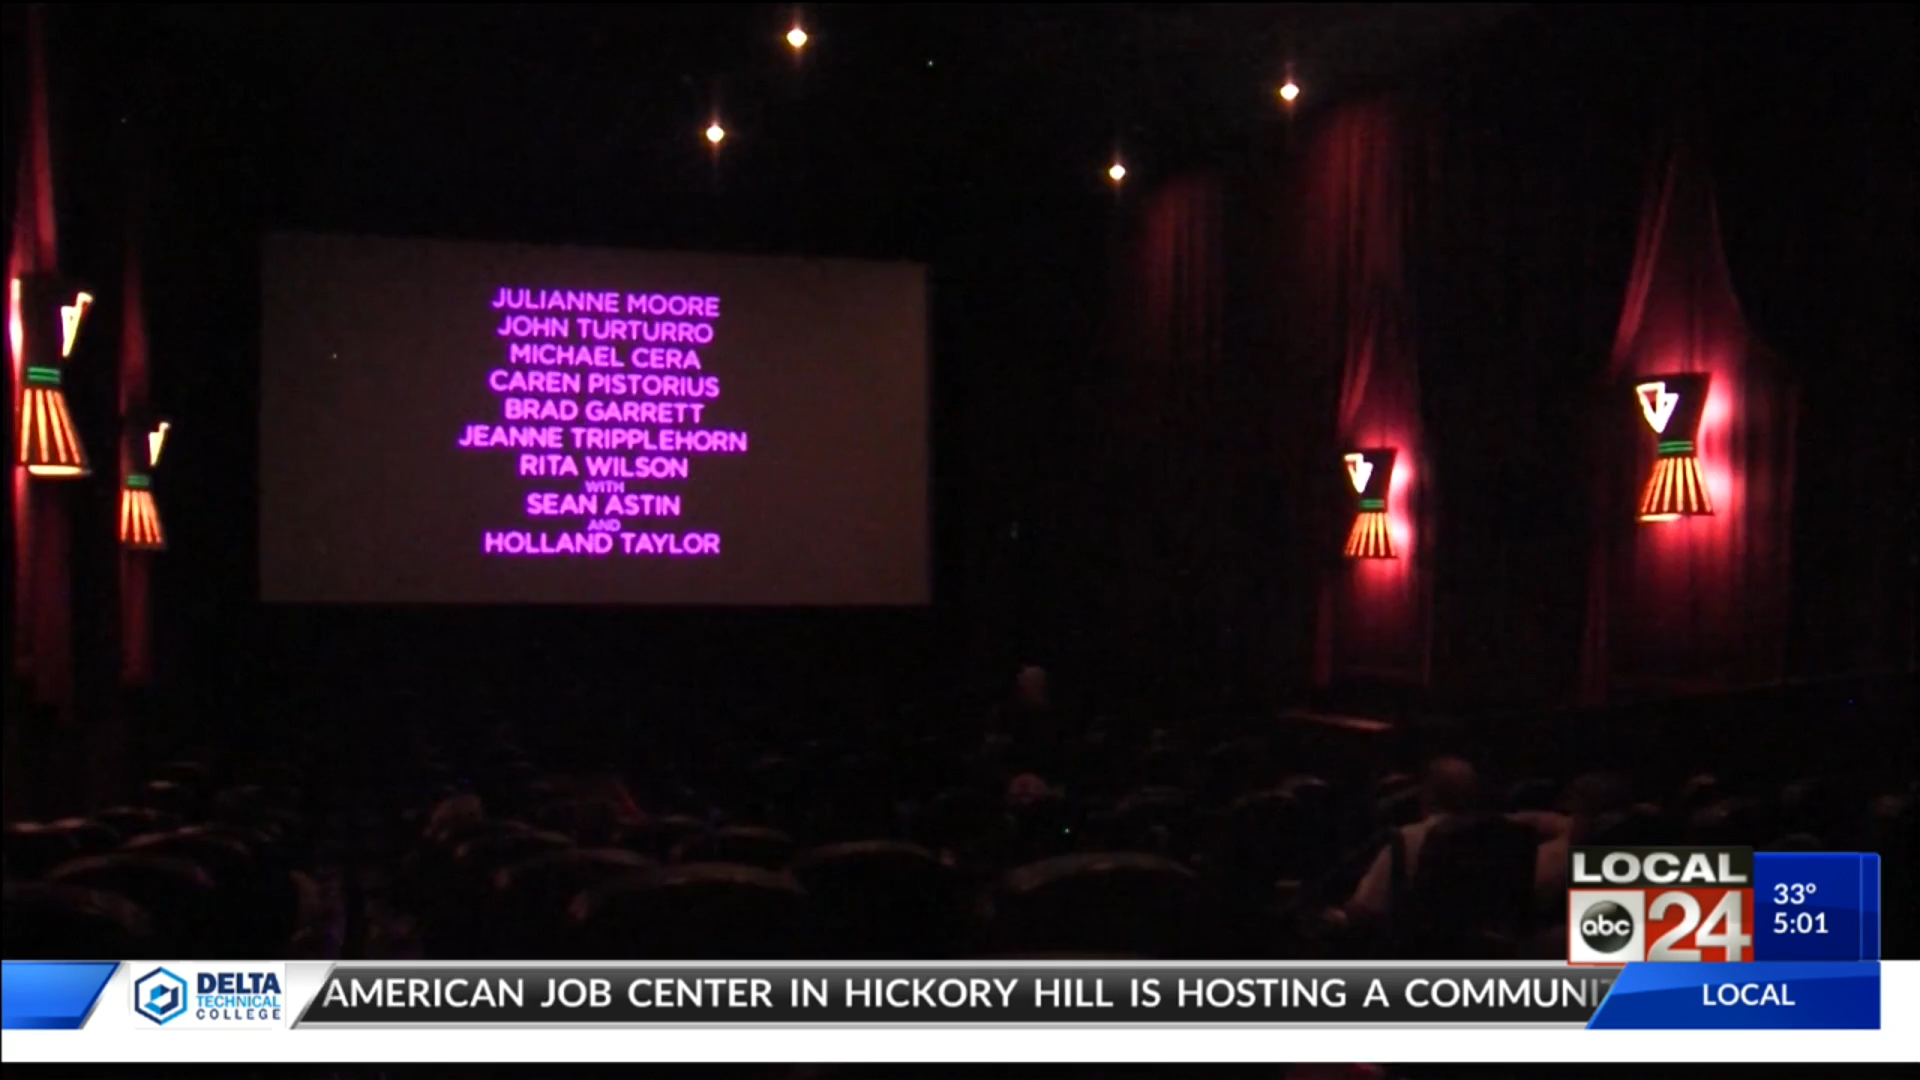 JULIANNE MOORE
JOHN TURTURRO
MICHAEL CERA
CAREN PISTORIUS
BRAD GARRETT
JEANNE TRIPPLEHORN
RITA WILSON
WITH
SEAN ASTIN
AND
HOLLAND TAYLOR
LOCAL
abc 24
33°
5:01
DELTA
TECHNICAL
COLLEGE
AMERICAN JOB CENTER IN HICKORY HILL IS HOSTING A COMMUNI
LOCAL